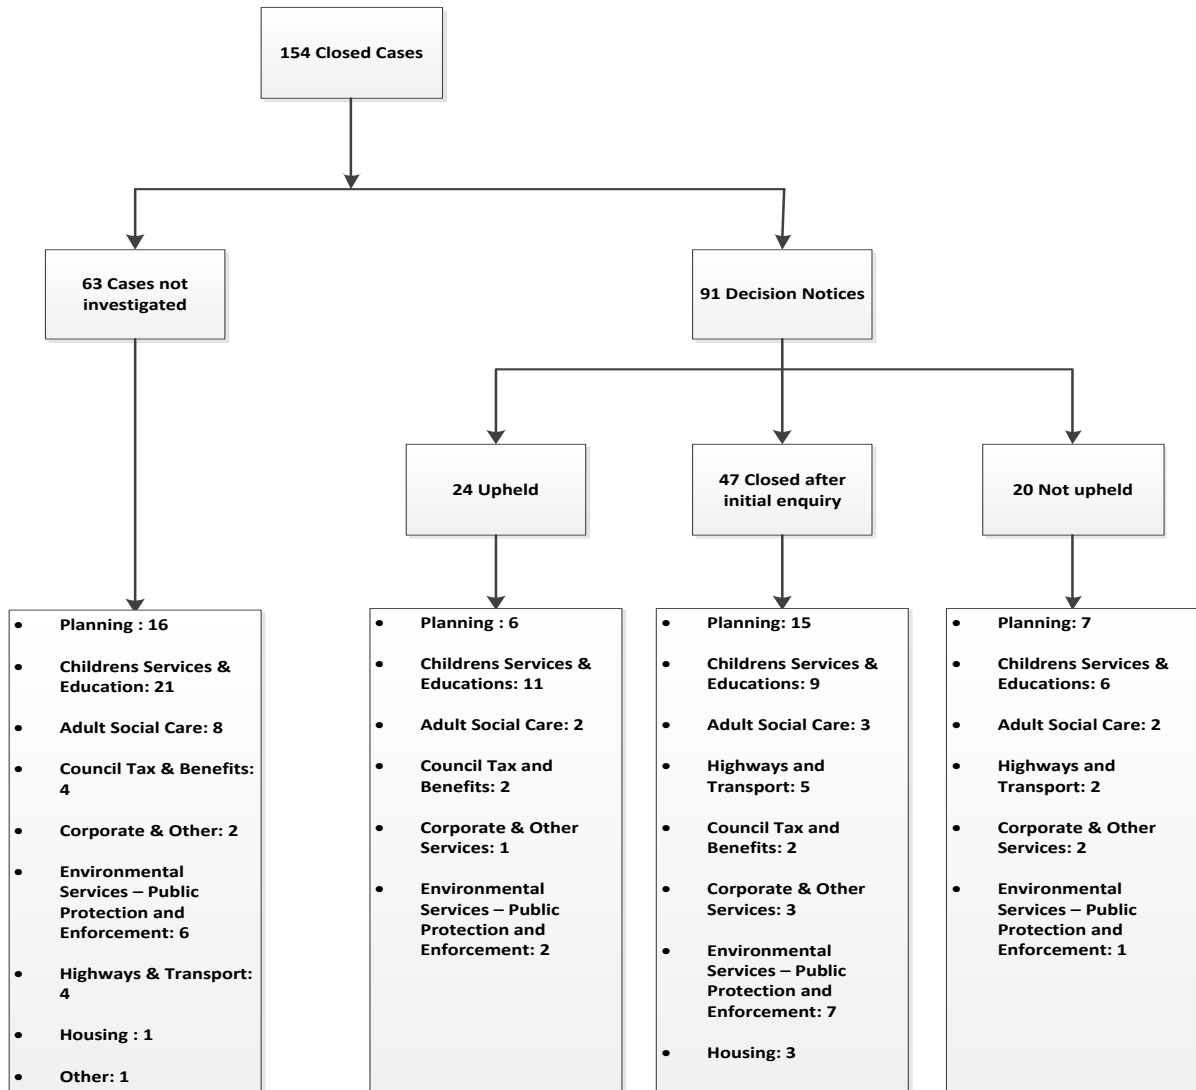 154 Closed Cases
63 Cases not
investigated
91 Decision Notices
24 Upheld
47 Closed after
initial enquiry
20 Not upheld
• Planning : 16
• Childrens Services &
Education: 21
• Adult Social Care: 8
• Council Tax & Benefits:
4
• Corporate & Other: 2
• Environmental
Services – Public
Protection and
Enforcement: 6
• Highways & Transport:
4
• Housing : 1
• Other: 1
• Planning : 6
• Childrens Services &
Educations: 11
• Adult Social Care: 2
• Council Tax and
Benefits: 2
• Corporate & Other
Services: 1
• Environmental
Services – Public
Protection and
Enforcement: 2
• Planning: 15
• Childrens Services &
Educations: 9
• Adult Social Care: 3
• Highways and
Transport: 5
• Council Tax and
Benefits: 2
• Corporate & Other
Services: 3
• Environmental
Services – Public
Protection and
Enforcement: 7
• Housing: 3
• Planning: 7
• Childrens Services &
Educations: 6
• Adult Social Care: 2
• Highways and
Transport: 2
• Corporate & Other
Services: 2
• Environmental
Services – Public
Protection and
Enforcement: 1